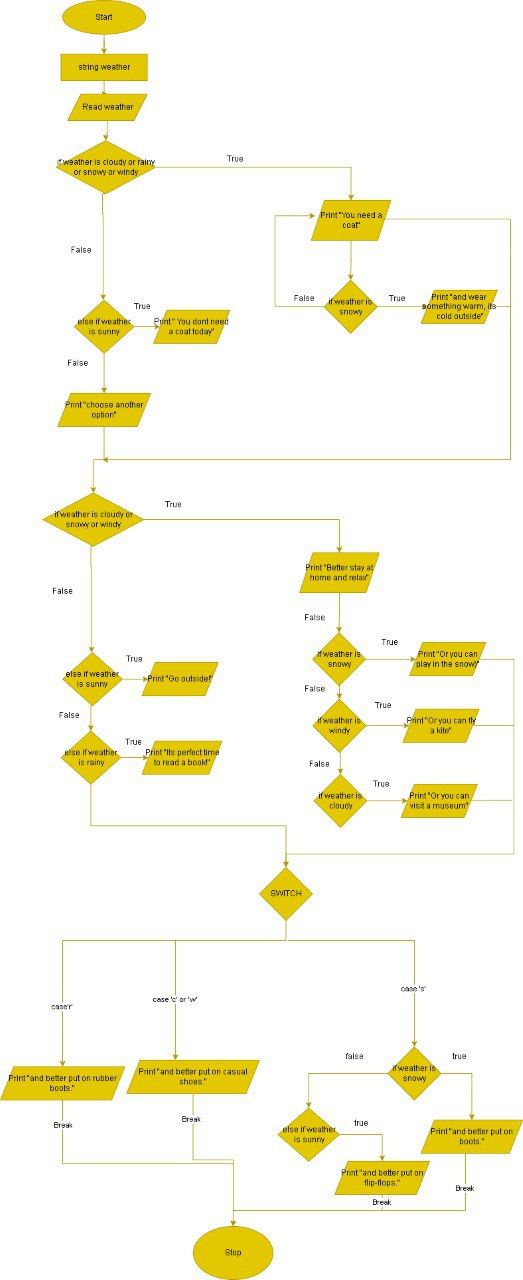 Start
string weather
Read weather
if weather is cloudy or rainy
or snowy or windy
True
Print "You need a
coat"
False
False
if weather is
snowy
True
Print "and wear
something warm, its
cold outside"
else if weather
is sunny
True
Print " You dont need
a coat today"
False
Print "choose another
option"
if weather is cloudy or
snowy or windy
True
Print "Better stay at
home and relax"
False
False
if weather is
snowy
True
Print "Or you can
play in the snow!"
else if weather
is sunny
True
Print "Go outside!"
False
False
if weather is
windy
True
Print "Or you can fly
a kite"
else if weather
is rainy
True
Print "Its perfect time
to read a book!"
False
if weather is
cloudy
True
Print "Or you can
visit a museum"
SWITCH
case'r'
case 'c' or 'w'
case 's'
Print "and better put on rubber
boots."
Print "and better put on casual
shoes."
false
if weather is
snowy
true
Break
Break
else if weather
is sunny
true
Print "and better put on
boots."
Print "and better put on
flip-flops."
Break
Break
Stop